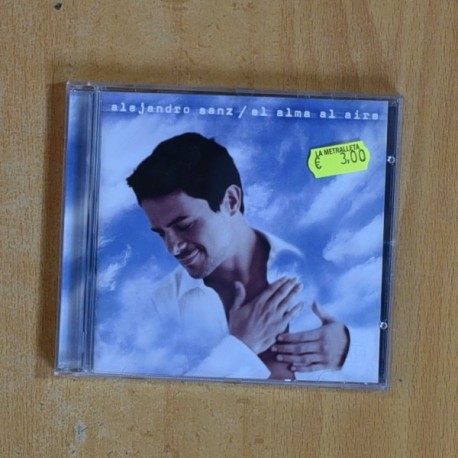 alejandro sanz / el alma al aire
LA METRALLETA
€ 3,00